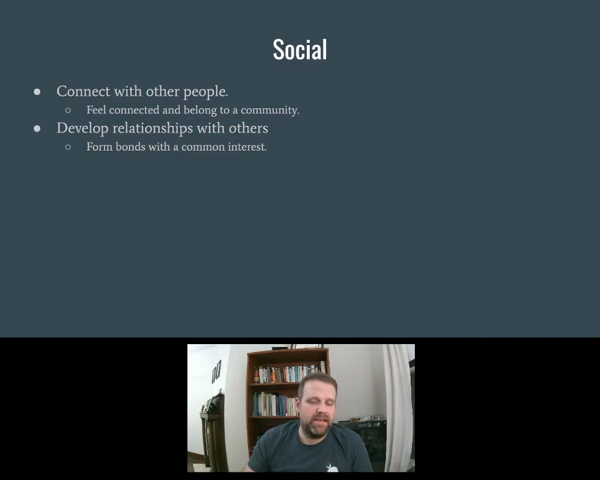 Social
● Connect with other people.
○ Feel connected and belong to a community.
● Develop relationships with others
○ Form bonds with a common interest.